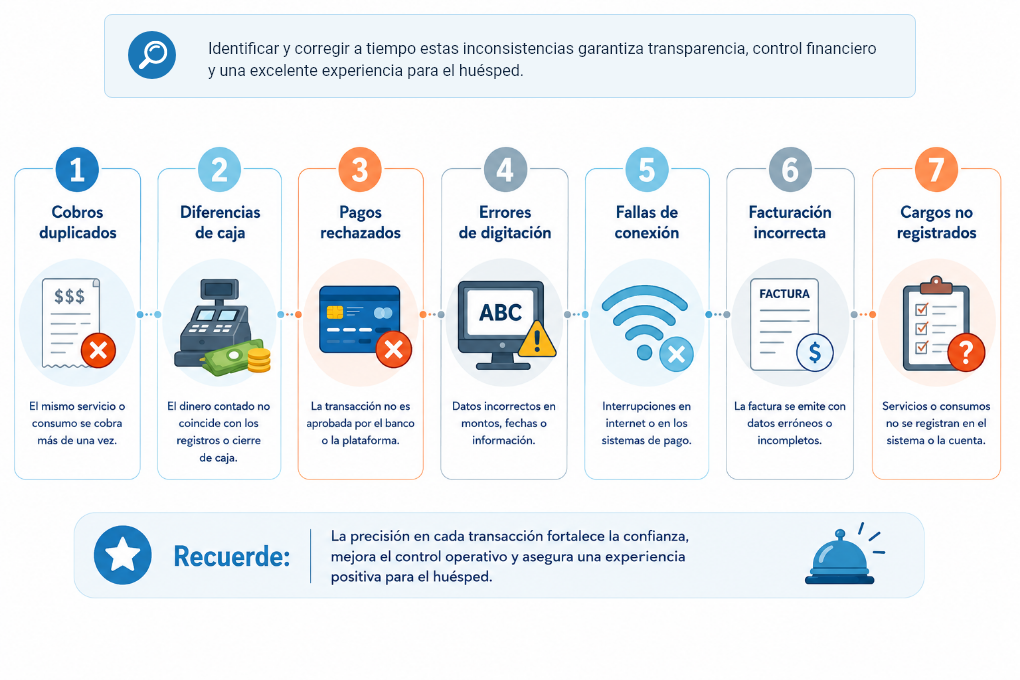 Identificar y corregir a tiempo estas inconsistencias garantiza transparencia, control financiero
y una excelente experiencia para el huésped.
1
Cobros
duplicados
$$$
El mismo servicio o
consumo se cobra
más de una vez.
2
Diferencias
de caja
El dinero contado no
coincide con los
registros o cierre
de caja.
3
Pagos
rechazados
La transacción no es
aprobada por el banco
o la plataforma.
4
Errores
de digitación
ABC
Datos incorrectos en
montos, fechas o
información.
5
Fallas de
conexión
Interrupciones en
internet o en los
sistemas de pago.
6
Facturación
incorrecta
FACTURA
$
La factura se emite con
datos erróneos o
incompletos.
7
Cargos no
registrados
?
Servicios o consumos
no se registran en el
sistema o la cuenta.
Recuerde:
La precisión en cada transacción fortalece la confianza,
mejora el control operativo y asegura una experiencia
positiva para el huésped.